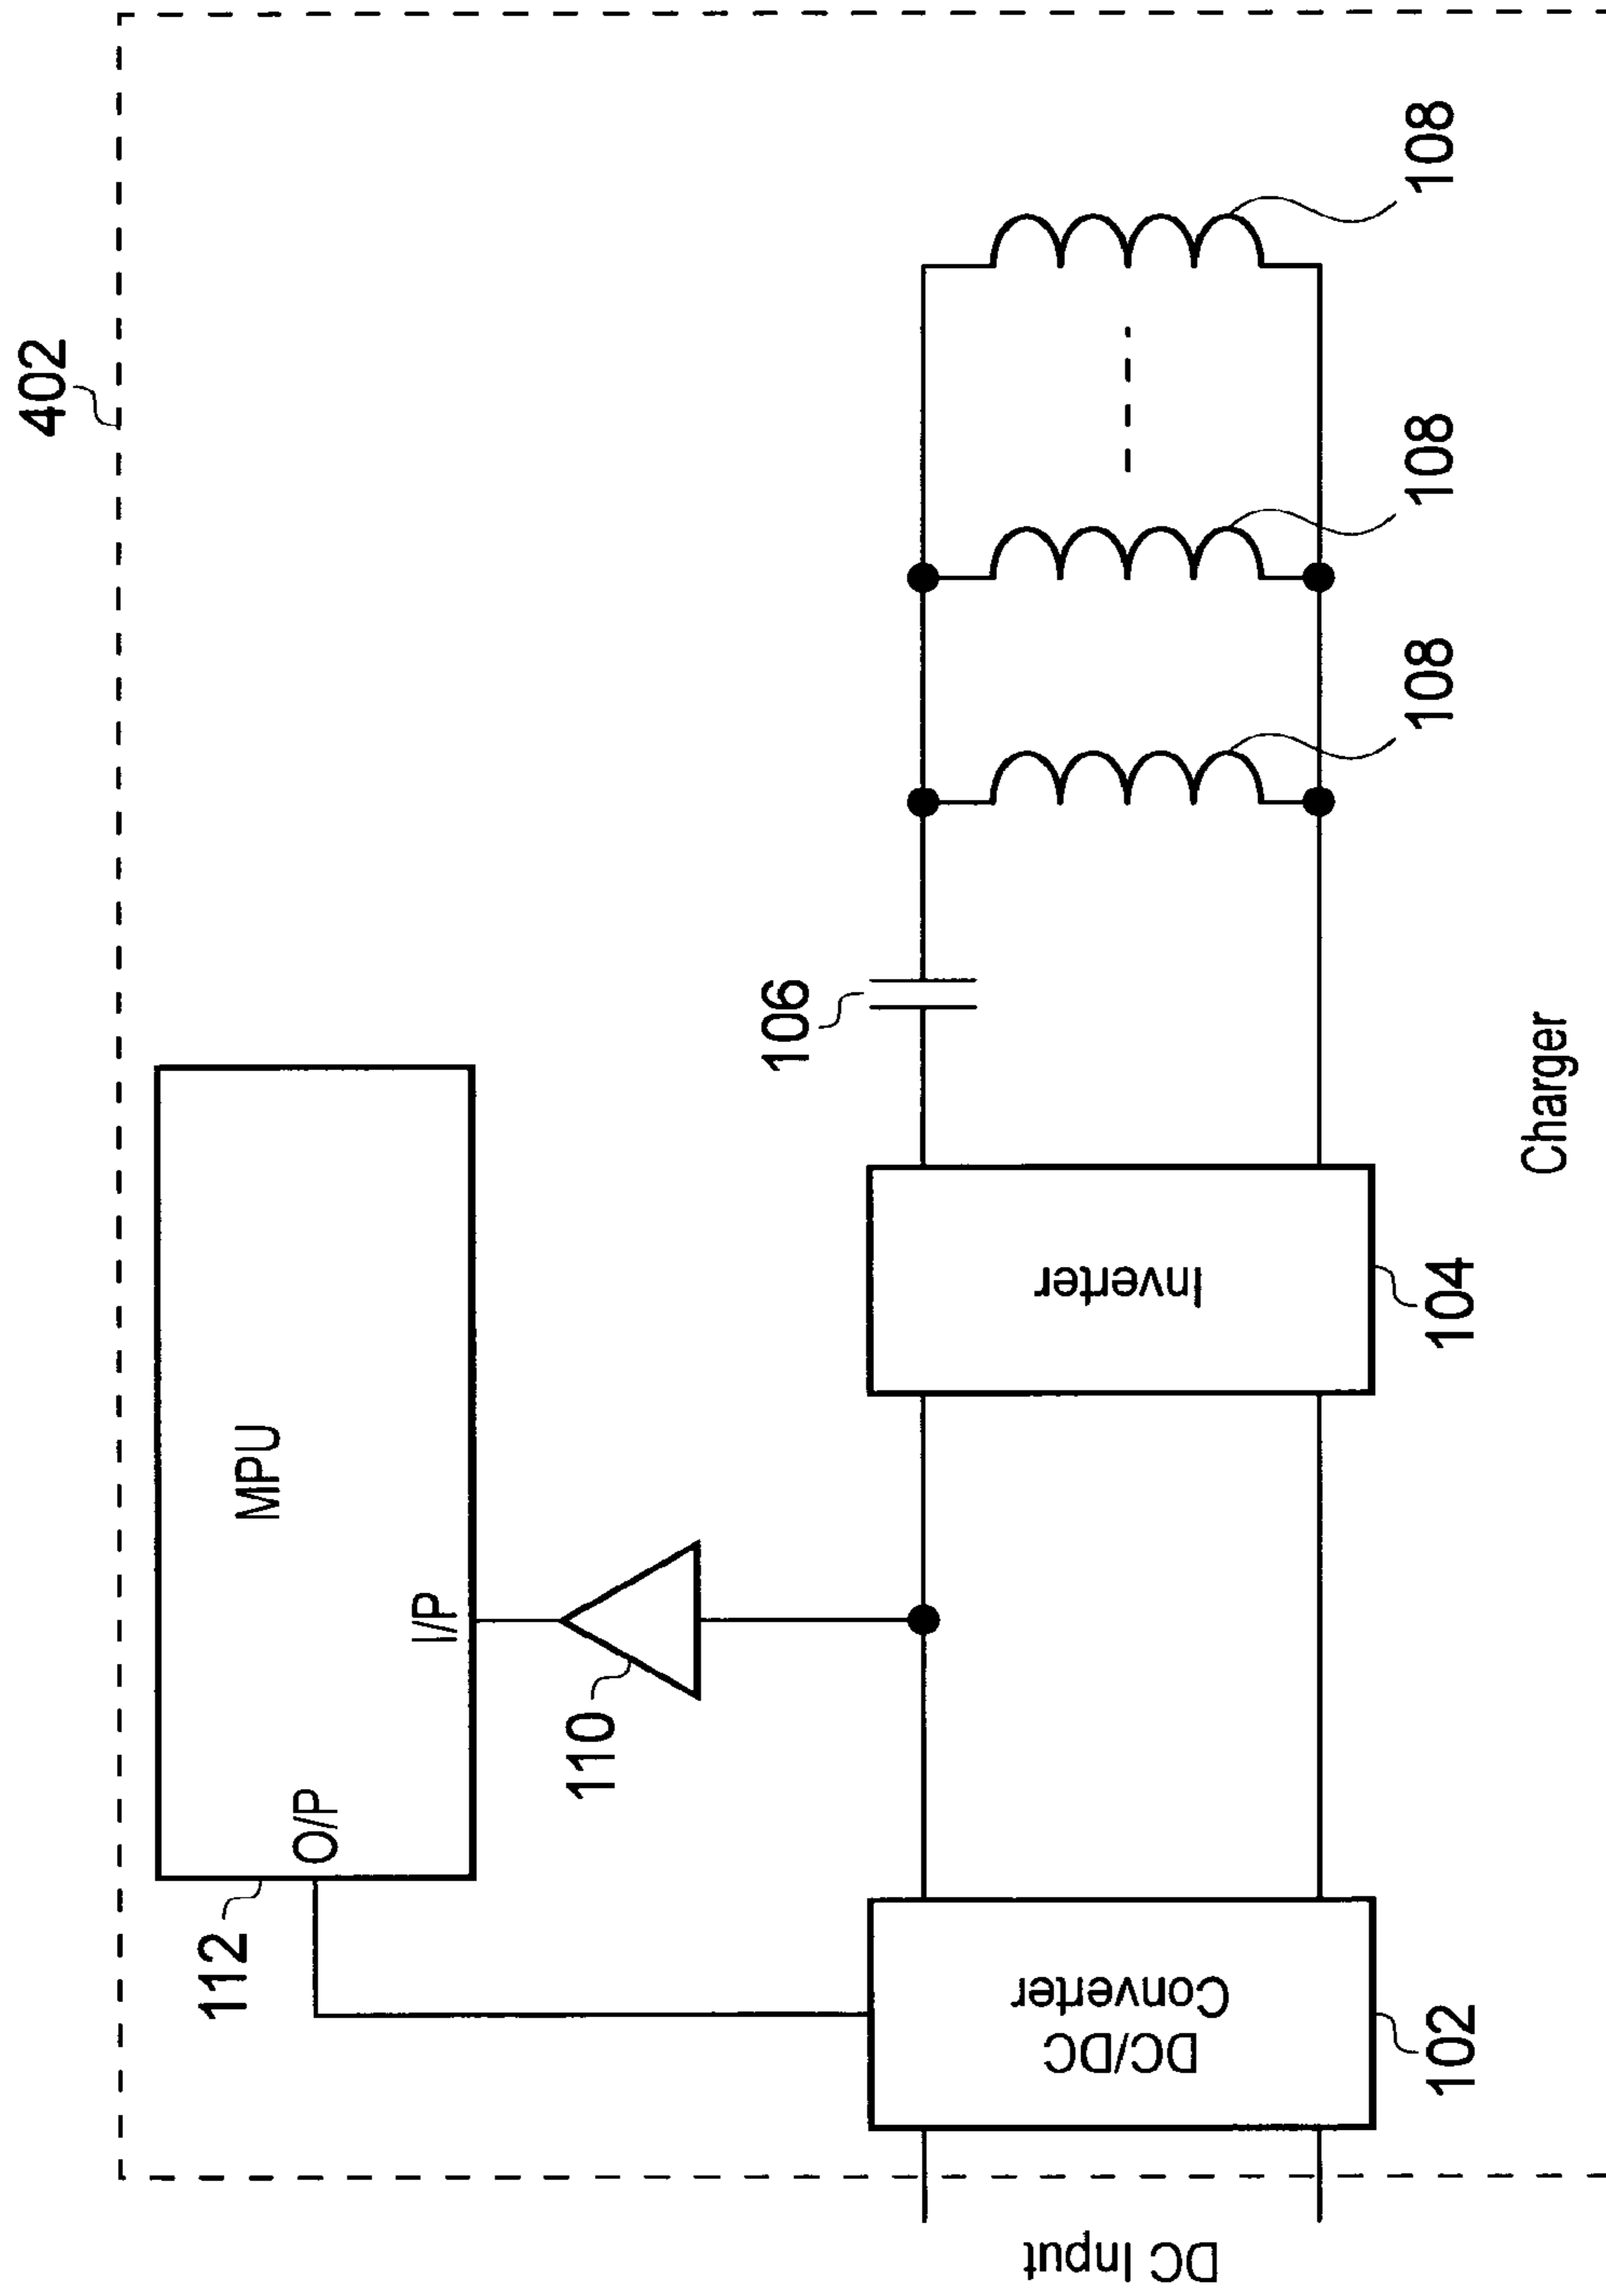 402
112
O/P
MPU
I/P
110
106
108
108
108
DC Input
DC/DC
Converter
102
Inverter
104
Charger